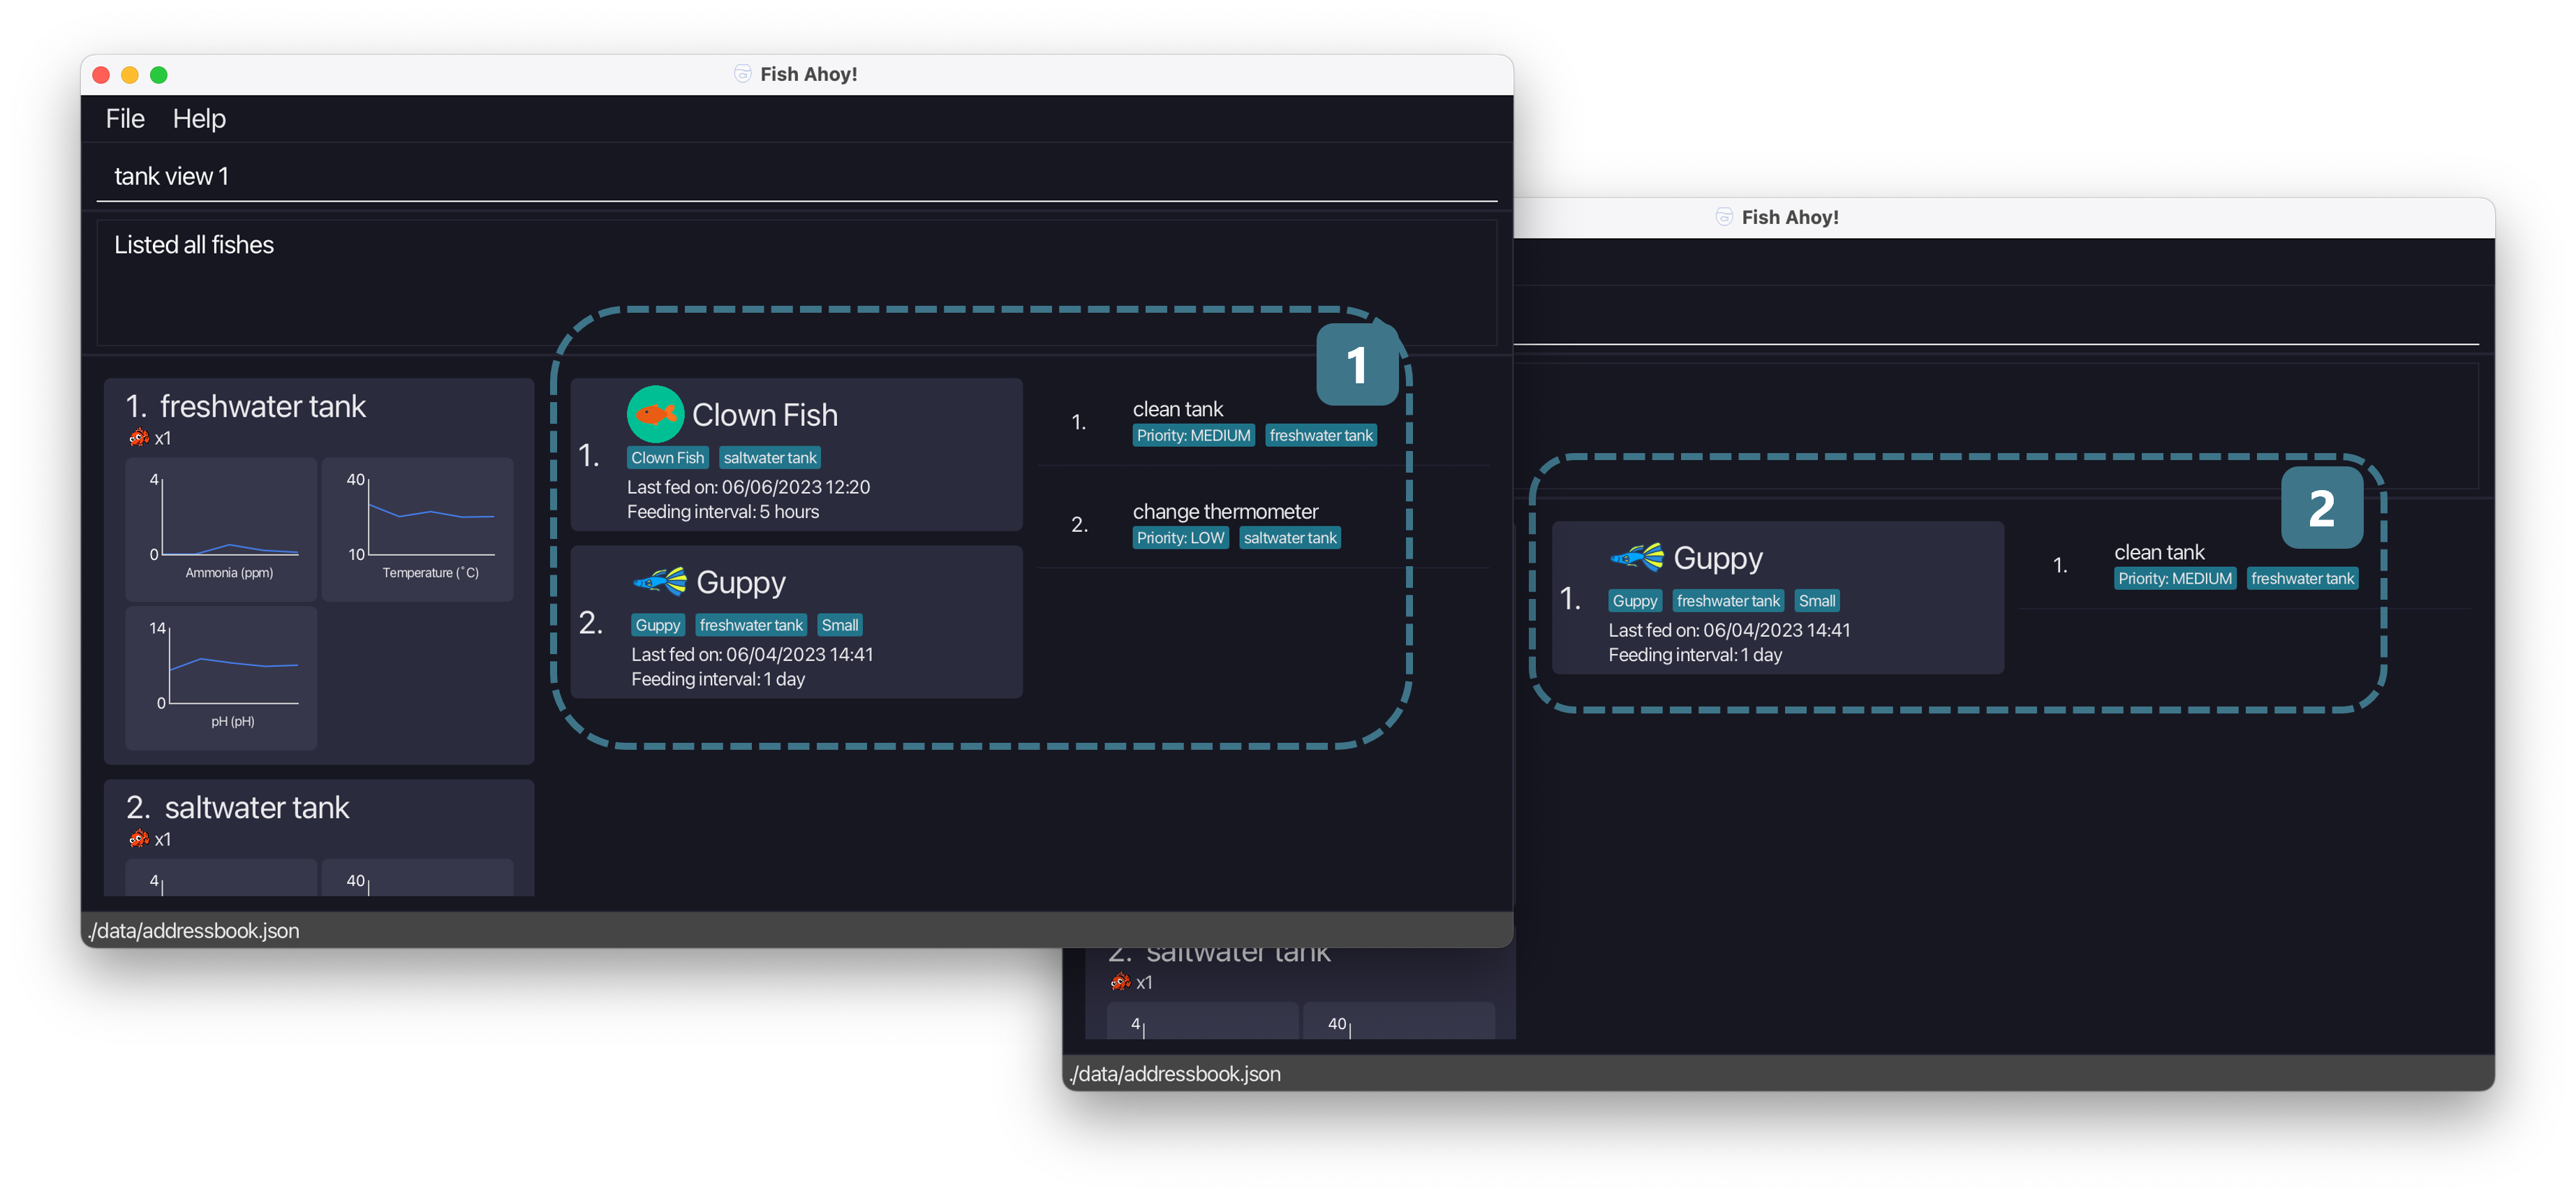 Fish Ahoy!
File Help
tank view 1
Listed all fishes
1. freshwater tank
x1
4
0
Ammonia (ppm)
40
10
Temperature (˚C)
14
0
pH (pH)
2. saltwater tank
x1
4
40
1
1.
Clown Fish
Clown Fish saltwater tank
Last fed on: 06/06/2023 12:20
Feeding interval: 5 hours
2.
Guppy
Guppy freshwater tank Small
Last fed on: 06/04/2023 14:41
Feeding interval: 1 day
1.
clean tank
Priority: MEDIUM freshwater tank
2.
change thermometer
Priority: LOW saltwater tank
./data/addressbook.json
Fish Ahoy!
2
1.
Guppy
Guppy freshwater tank Small
Last fed on: 06/04/2023 14:41
Feeding interval: 1 day
1.
clean tank
Priority: MEDIUM freshwater tank
2. saltwater tank
x1
4
40
./data/addressbook.json